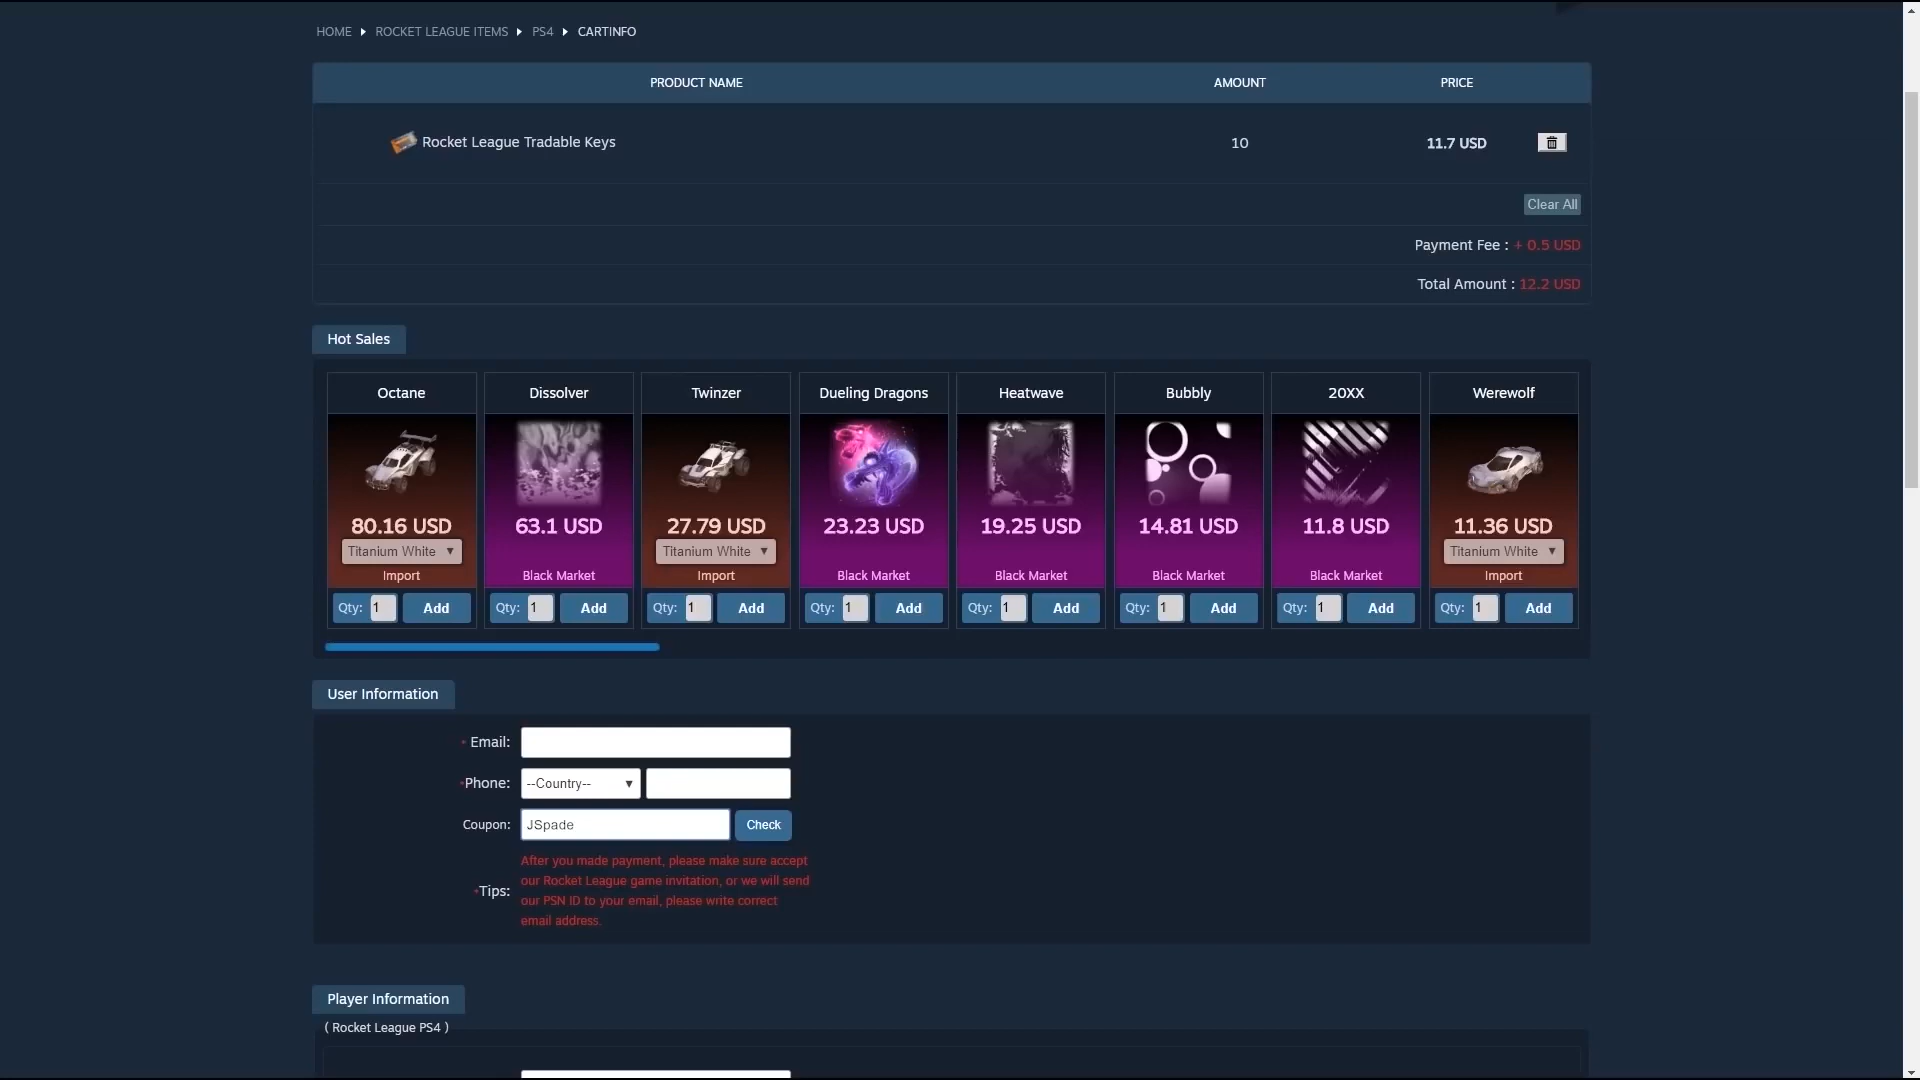 HOME ROCKET LEAGUE ITEMS PS4 CARTINFO
PRODUCT NAME AMOUNT PRICE
Rocket League Tradable Keys 10 11.7 USD
Clear All
Payment Fee : + 0.5 USD
Total Amount : 12.2 USD
Hot Sales
Octane Dissolver Twinzer Dueling Dragons Heatwave Bubbly 20XX Werewolf
80.16 USD 63.1 USD 27.79 USD 23.23 USD 19.25 USD 14.81 USD 11.8 USD 11.36 USD
Titanium White Titanium White Titanium White
Import Black Market Import Black Market Black Market Black Market Black Market Import
Qty: 1 Add Qty: 1 Add Qty: 1 Add Qty: 1 Add Qty: 1 Add Qty: 1 Add Qty: 1 Add Qty: 1 Add
User Information
* Email:
*Phone: --Country--
Coupon: JSpade Check
*Tips:
After you made payment, please make sure accept
our Rocket League game invitation, or we will send
our PSN ID to your email, please write correct
email address.
Player Information
( Rocket League PS4 )